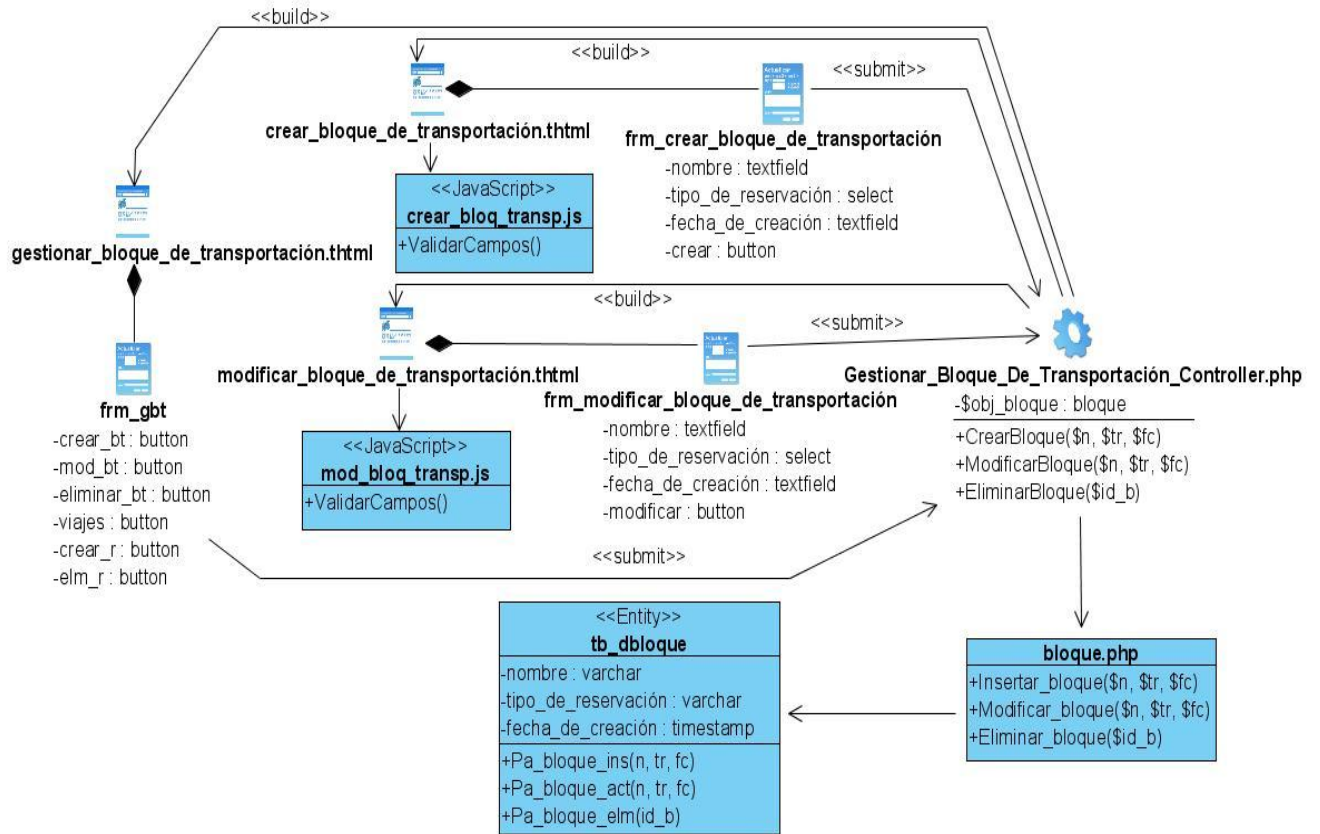 <<build>>
<<build>>
<<submit>>
crear_bloque_de_transportación.thtml
frm_crear_bloque_de_transportación
-nombre : textfield
-tipo_de_reservación : select
-fecha_de_creación : textfield
-crear : button
<<JavaScript>>
crear_bloq_transp.js
+ValidarCampos()
gestionar_bloque_de_transportación.thtml
<<build>>
<<submit>>
modificar_bloque_de_transportación.thtml
frm_modificar_bloque_de_transportación
-nombre : textfield
-tipo_de_reservación : select
-fecha_de_creación : textfield
-modificar : button
Gestionar_Bloque_De_Transportación_Controller.php
-$obj_bloque : bloque
+CrearBloque($n, $tr, $fc)
+ModificarBloque($n, $tr, $fc)
+EliminarBloque($id_b)
frm_gbt
-crear_bt : button
-mod_bt : button
-eliminar_bt : button
-viajes : button
-crear_r : button
-elm_r : button
<<JavaScript>>
mod_bloq_transp.js
+ValidarCampos()
<<submit>>
<<Entity>>
tb_dbloque
-nombre : varchar
-tipo_de_reservación : varchar
-fecha_de_creación : timestamp
+Pa_bloque_ins(n, tr, fc)
+Pa_bloque_act(n, tr, fc)
+Pa_bloque_elm(id_b)
bloque.php
+Insertar_bloque($n, $tr, $fc)
+Modificar_bloque($n, $tr, $fc)
+Eliminar_bloque($id_b)